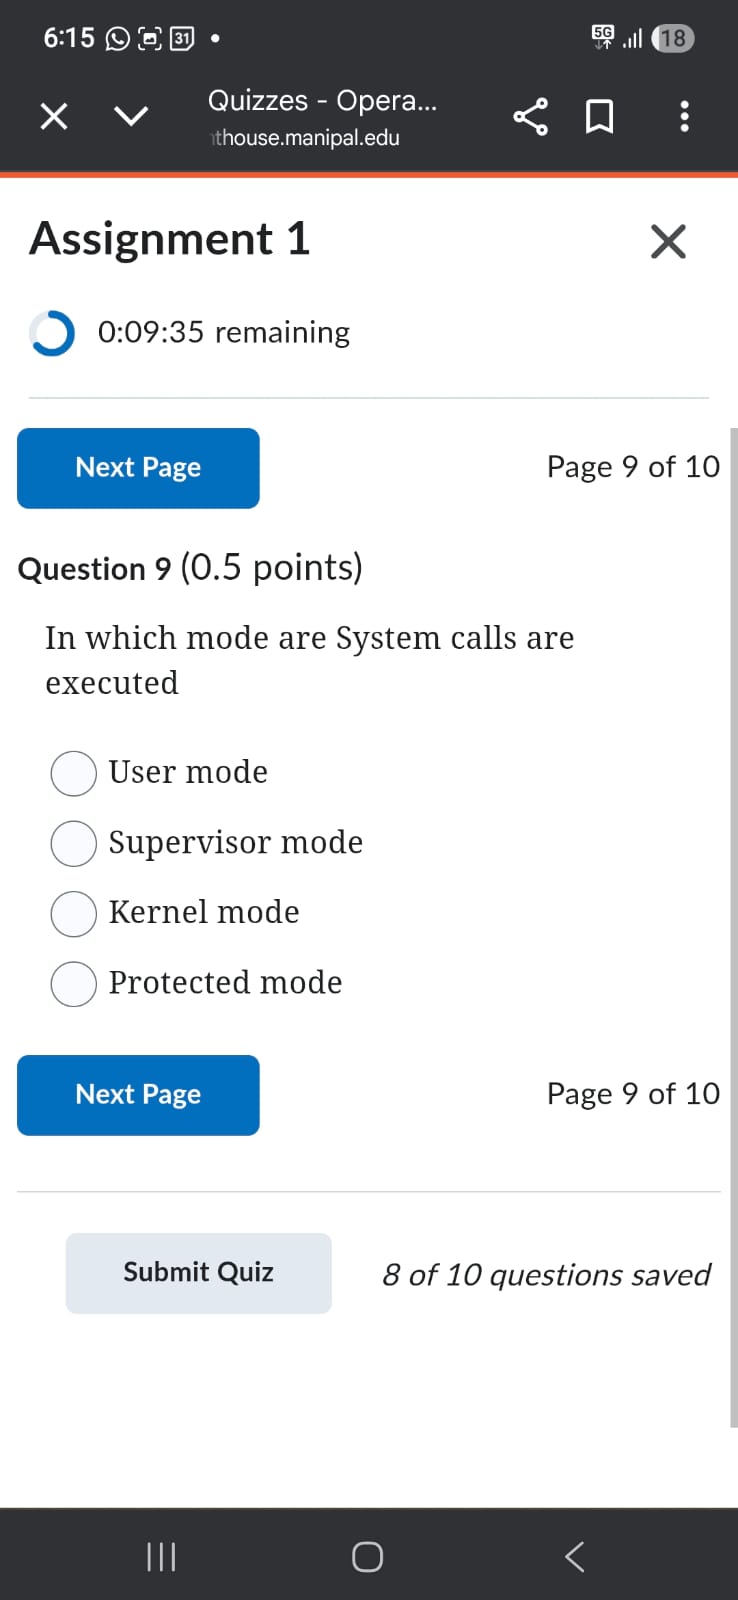 6:15 31 5G 18
Quizzes - Opera...
thouse.manipal.edu
Assignment 1
0:09:35 remaining
Next Page Page 9 of 10
Question 9 (0.5 points)
In which mode are System calls are
executed
User mode
Supervisor mode
Kernel mode
Protected mode
Next Page Page 9 of 10
Submit Quiz 8 of 10 questions saved